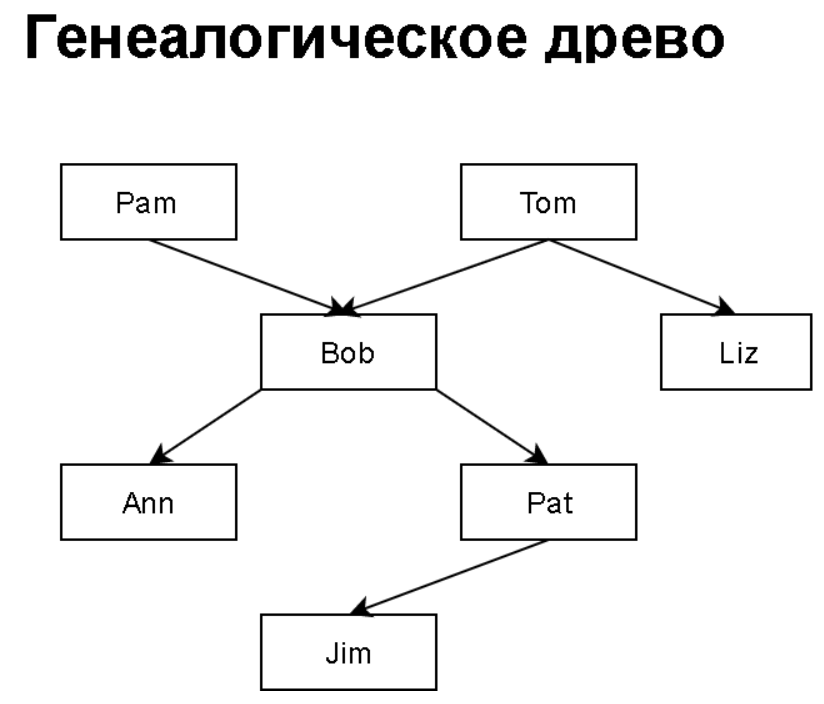 Генеалогическое древо
Pam
Tom
Bob
Liz
Ann
Pat
Jim